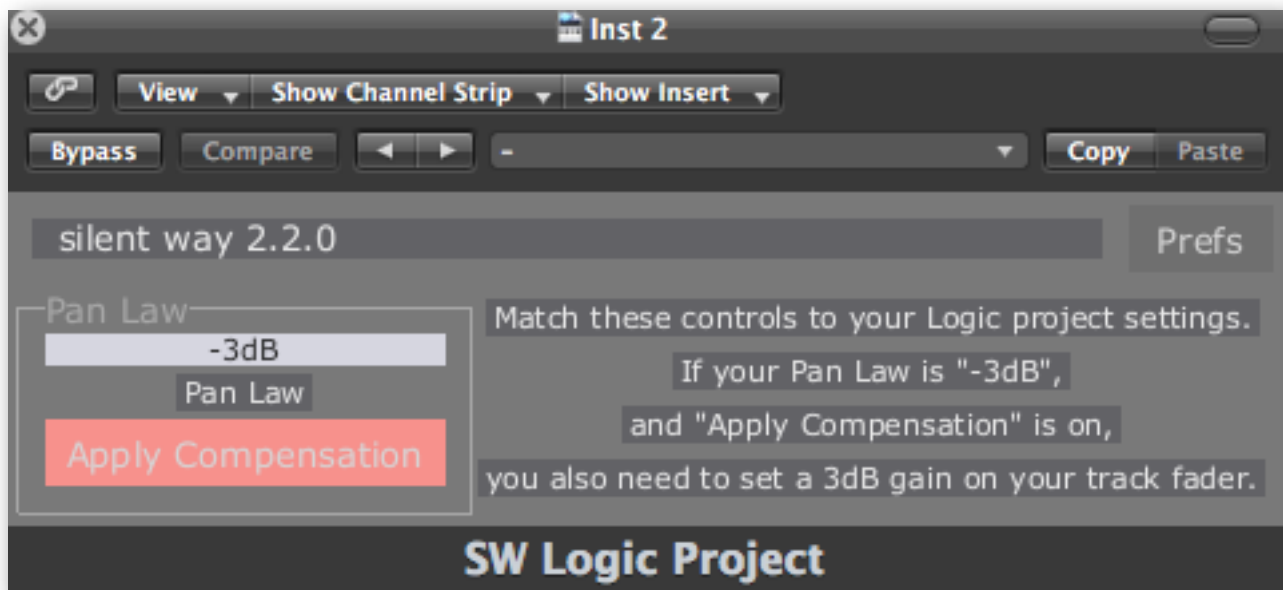 Inst 2
View Show Channel Strip Show Insert
Bypass Compare - Copy Paste
silent way 2.2.0 Prefs
Pan Law
-3dB
Pan Law
Apply Compensation
Match these controls to your Logic project settings.
If your Pan Law is "-3dB",
and "Apply Compensation" is on,
you also need to set a 3dB gain on your track fader.
SW Logic Project